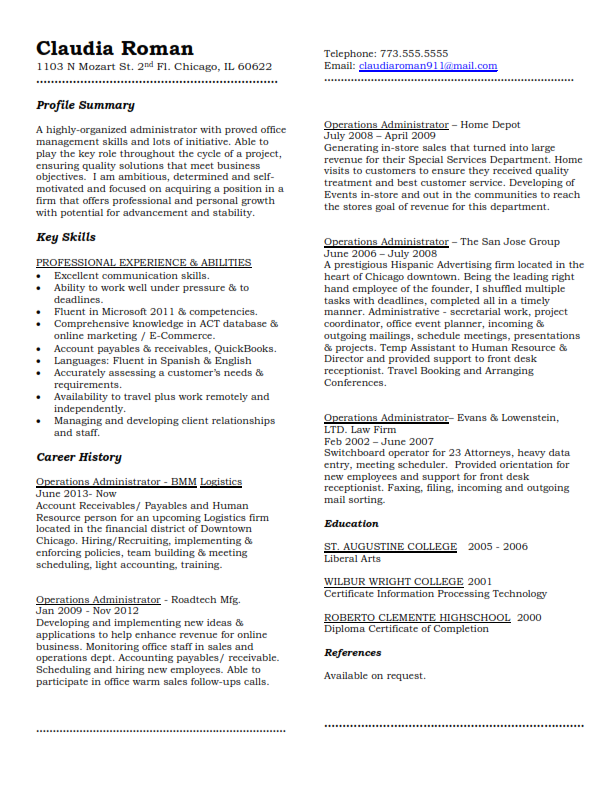 Claudia Roman
1103 N Mozart St. 2nd Fl. Chicago, IL 60622
Profile Summary
A highly-organized administrator with proved office
management skills and lots of initiative. Able to
play the key role throughout the cycle of a project,
ensuring quality solutions that meet business
objectives.  I am ambitious, determined and self-
motivated and focused on acquiring a position in a
firm that offers professional and personal growth
with potential for advancement and stability.
Key Skills
PROFESSIONAL EXPERIENCE & ABILITIES
• Excellent communication skills.
• Ability to work well under pressure & to
deadlines.
• Fluent in Microsoft 2011 & competencies.
• Comprehensive knowledge in ACT database &
online marketing / E-Commerce.
• Account payables & receivables, QuickBooks.
• Languages: Fluent in Spanish & English
• Accurately assessing a customer's needs &
requirements.
• Availability to travel plus work remotely and
independently.
• Managing and developing client relationships
and staff.
Career History
Operations Administrator - BMM Logistics
June 2013- Now
Account Receivables/ Payables and Human
Resource person for an upcoming Logistics firm
located in the financial district of Downtown
Chicago. Hiring/Recruiting, implementing &
enforcing policies, team building & meeting
scheduling, light accounting, training.
Operations Administrator - Roadtech Mfg.
Jan 2009 - Nov 2012
Developing and implementing new ideas &
applications to help enhance revenue for online
business. Monitoring office staff in sales and
operations dept. Accounting payables/ receivable.
Scheduling and hiring new employees. Able to
participate in office warm sales follow-ups calls.
Telephone: 773.555.5555
Email: claudiaroman911@mail.com
Operations Administrator – Home Depot
July 2008 – April 2009
Generating in-store sales that turned into large
revenue for their Special Services Department. Home
visits to customers to ensure they received quality
treatment and best customer service. Developing of
Events in-store and out in the communities to reach
the stores goal of revenue for this department.
Operations Administrator – The San Jose Group
June 2006 – July 2008
A prestigious Hispanic Advertising firm located in the
heart of Chicago downtown. Being the leading right
hand employee of the founder, I shuffled multiple
tasks with deadlines, completed all in a timely
manner. Administrative - secretarial work, project
coordinator, office event planner, incoming &
outgoing mailings, schedule meetings, presentations
& projects. Temp Assistant to Human Resource &
Director and provided support to front desk
receptionist. Travel Booking and Arranging
Conferences.
Operations Administrator– Evans & Lowenstein,
LTD. Law Firm
Feb 2002 – June 2007
Switchboard operator for 23 Attorneys, heavy data
entry, meeting scheduler.  Provided orientation for
new employees and support for front desk
receptionist. Faxing, filing, incoming and outgoing
mail sorting.
Education
ST. AUGUSTINE COLLEGE   2005 - 2006
Liberal Arts
WILBUR WRIGHT COLLEGE 2001
Certificate Information Processing Technology
ROBERTO CLEMENTE HIGHSCHOOL  2000
Diploma Certificate of Completion
References
Available on request.